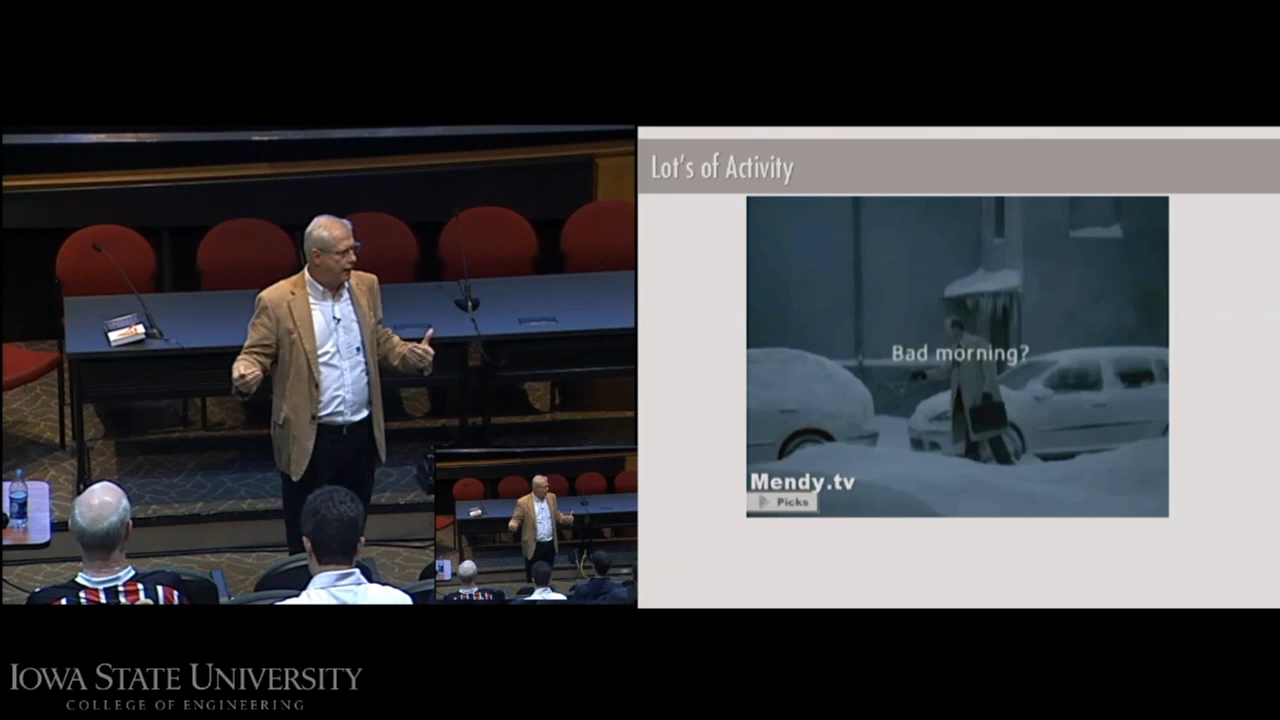 Lot's of Activity
Bad morning?
Mendy.tv
Picks
IOWA STATE UNIVERSITY
COLLEGE OF ENGINEERING